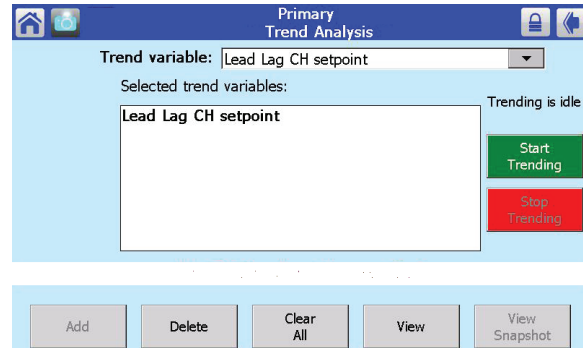 Primary
Trend Analysis
Trend variable: Lead Lag CH setpoint
Selected trend variables:
Lead Lag CH setpoint
Trending is idle
Start
Trending
Stop
Trending
Add
Delete
Clear
All
View
View
Snapshot